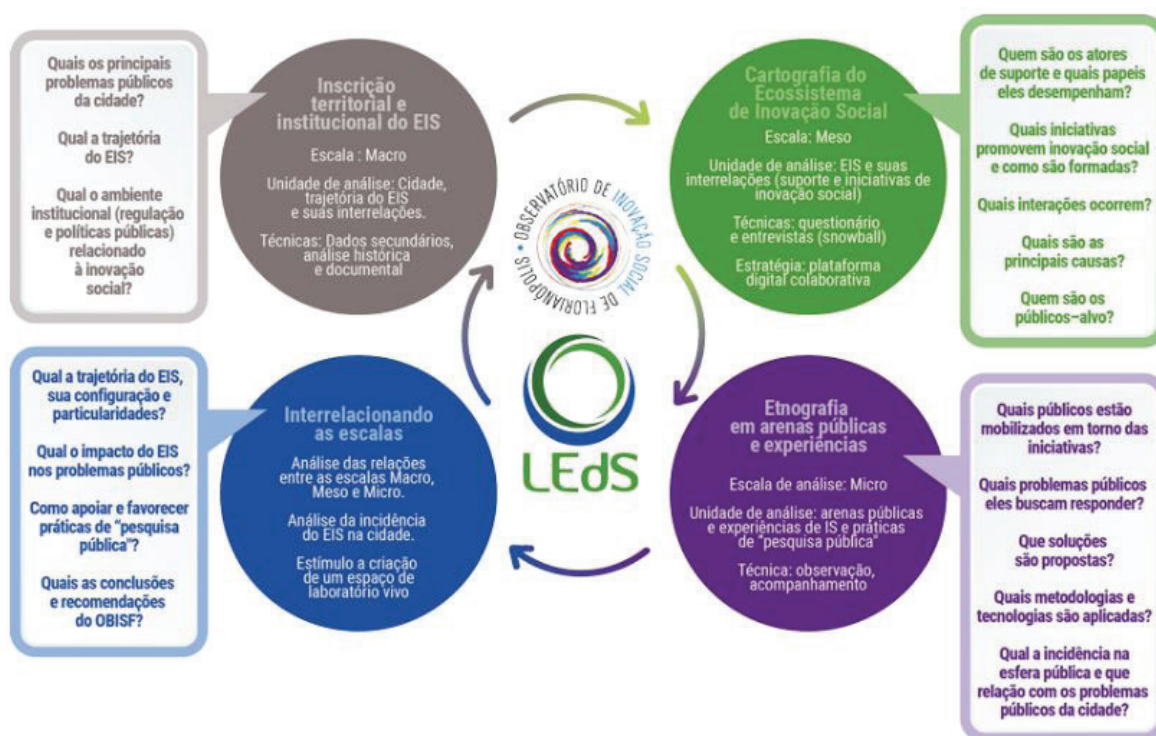 Quais os principais
problemas públicos
da cidade?
Qual a trajetória
do EIS?
Qual o ambiente
institucional (regulação
e políticas públicas)
relacionado
à inovação
social?
Inscrição
territorial e
institucional do EIS
Escala : Macro
Unidade de análise: Cidade,
trajetória do EIS
e suas interrelações.
Técnicas: Dados secundários,
análise histórica
e documental
OBSERVATÓRIO DE INOVAÇÃO SOCIAL DE FLORIANÓPOLIS •
Cartografia do
Ecossistema
de Inovação Social
Escala: Meso
Unidade de análise: EIS e suas
interrelações (suporte e iniciativas de
inovação social)
Técnicas: questionário
e entrevistas (snowball)
Estratégia: plataforma
digital colaborativa
Quem são os atores
de suporte e quais papeis
eles desempenham?
Quais iniciativas
promovem inovação social
e como são formadas?
Quais interações ocorrem?
Quais são as
principais causas?
Quem são os
públicos–alvo?
Qual a trajetória do EIS,
sua configuração e
particularidades?
Qual o impacto do EIS
nos problemas públicos?
Como apoiar e favorecer
práticas de “pesquisa
pública"?
Quais as conclusões
e recomendações
do OBISF?
Interrelacionando
as escalas
Análise das relações
entre as escalas Macro,
Meso e Micro.
Análise da incidência
do EIS na cidade.
Estímulo a criação
de um espaço de
laboratório vivo
LEdS
Etnografia
em arenas públicas
e experiências
Escala de análise: Micro
Unidade de análise: arenas públicas
e experiências de IS e práticas
de "pesquisa pública"
Técnica: observação,
acompanhamento
Quais públicos estão
mobilizados em torno das
iniciativas?
Quais problemas públicos
eles buscam responder?
Que soluções
são propostas?
Quais metodologias e
tecnologias são aplicadas?
Qual a incidência na
esfera pública e que
relação com os problemas
públicos da cidade?